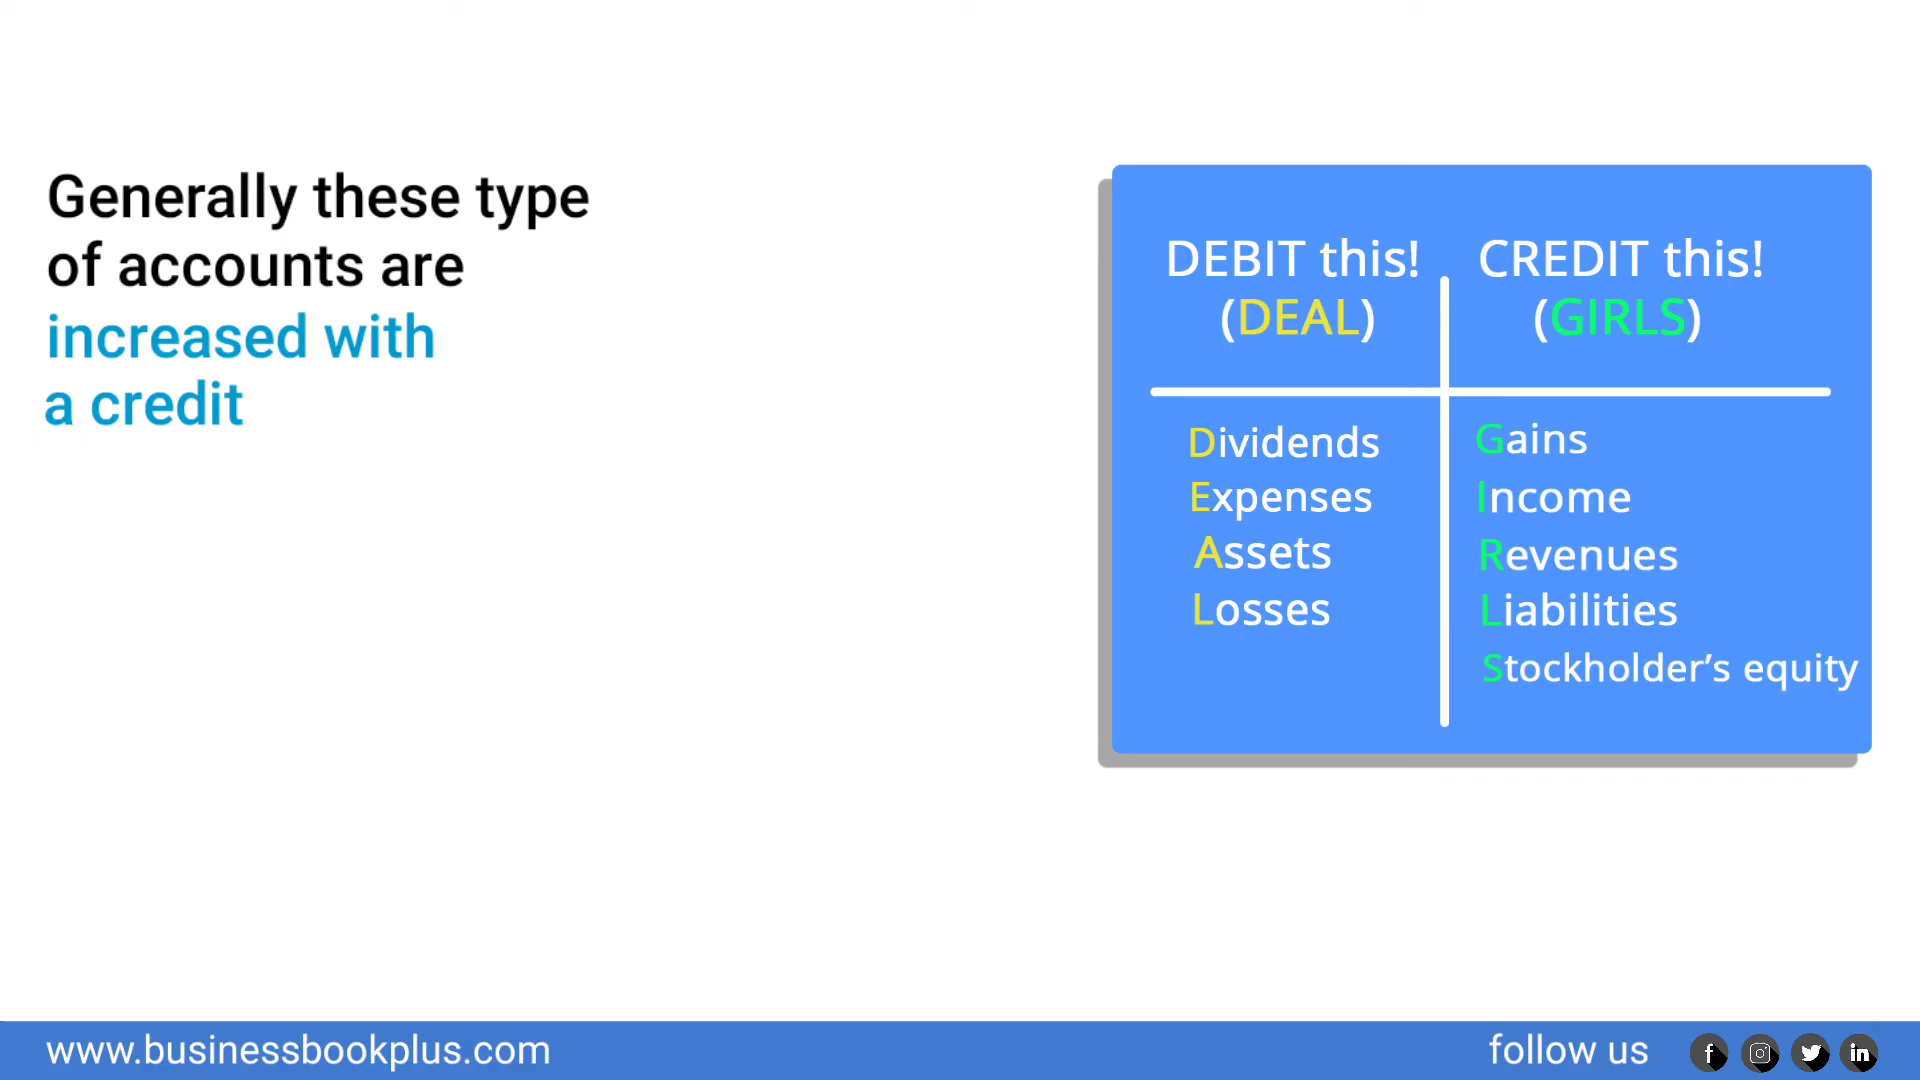 Generally these type
of accounts are
increased with
a credit
DEBIT this!
(DEAL)
Dividends
Expenses
Assets
Losses
CREDIT this!
(GIRLS)
Gains
Income
Revenues
Liabilities
Stockholder’s equity
www.businessbookplus.com
follow us